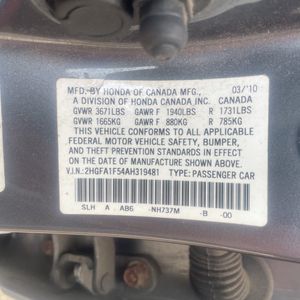 MFD. BY HONDA OF CANADA MFG., 03/'10
A DIVISION OF HONDA CANADA,INC. CANADA
GVWR 3671LBS GAWR F 1940LBS R 1731LBS
GVWR 1665KG GAWR F 880KG R 785KG
THIS VEHICLE CONFORMS TO ALL APPLICABLE
FEDERAL MOTOR VEHICLE SAFETY, BUMPER,
AND THEFT PREVENTION STANDARDS IN EFFECT
ON THE DATE OF MANUFACTURE SHOWN ABOVE.
V.I.N.:2HGFA1F54AH319481 TYPE:PASSENGER CAR
SLH A AB6 -NH737M -B -00